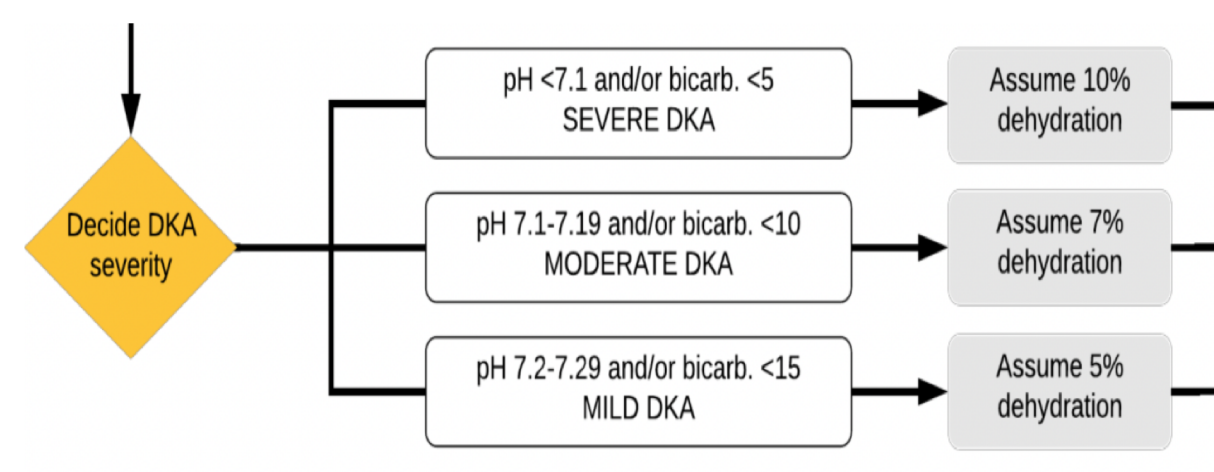 Decide DKA
severity
pH <7.1 and/or bicarb. <5
SEVERE DKA
Assume 10%
dehydration
pH 7.1-7.19 and/or bicarb. <10
MODERATE DKA
Assume 7%
dehydration
pH 7.2-7.29 and/or bicarb. <15
MILD DKA
Assume 5%
dehydration